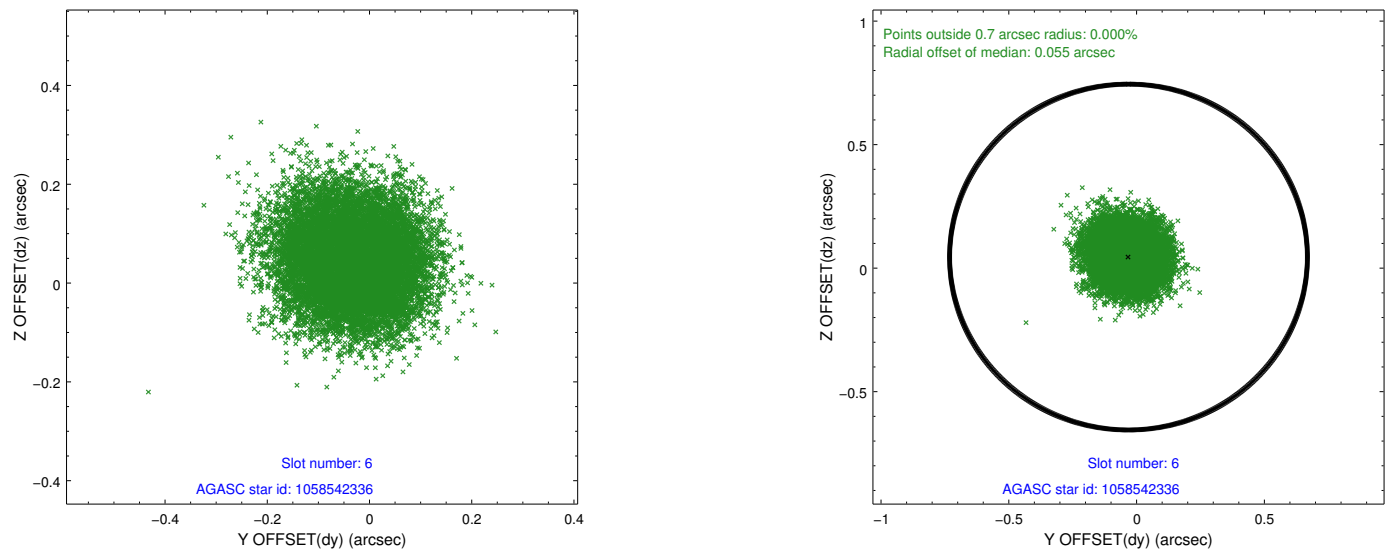 0.4
0.2
0
−0.2
−0.4
Z OFFSET(dz) (arcsec)
Slot number: 6
AGASC star id: 1058542336
−0.4
−0.2
0
0.2
0.4
Y OFFSET(dy) (arcsec)
1
0.5
0
−0.5
Z OFFSET(dz) (arcsec)
Points outside 0.7 arcsec radius: 0.000%
Radial offset of median: 0.055 arcsec
Slot number: 6
AGASC star id: 1058542336
−1
−0.5
0
0.5
Y OFFSET(dy) (arcsec)